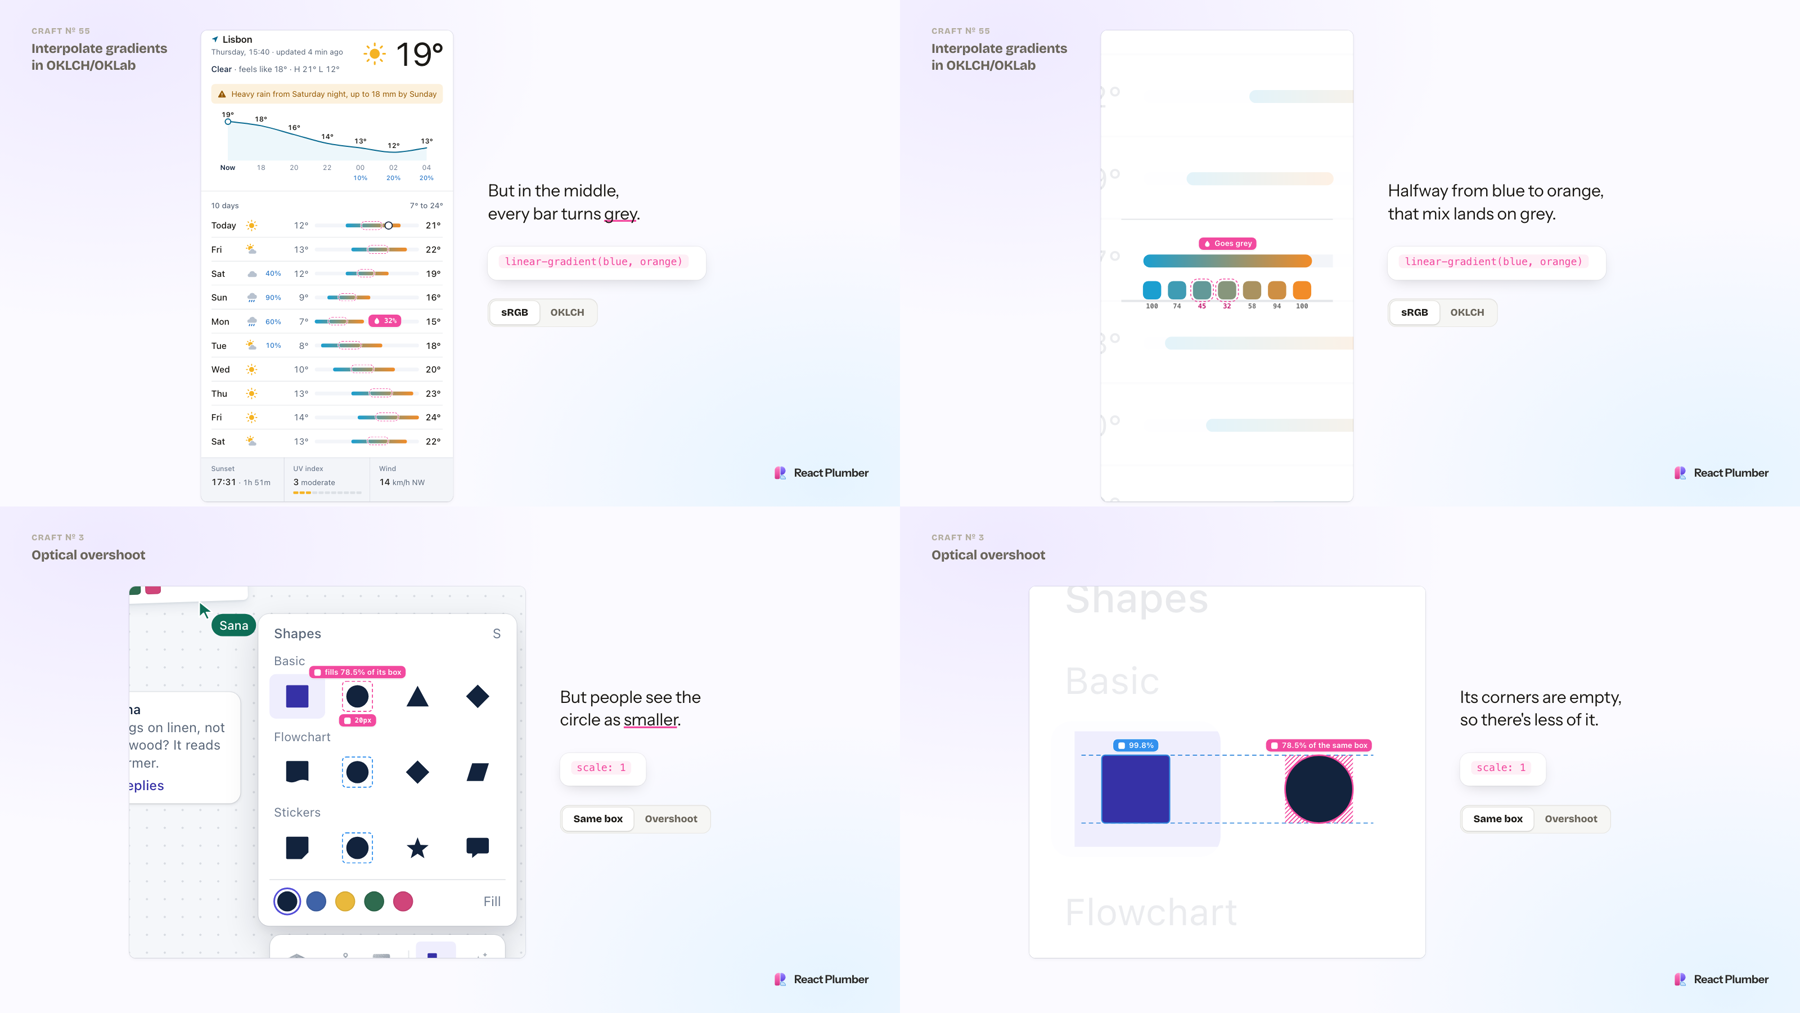 CRAFT Nº 55
Interpolate gradients
in OKLCH/OKLab
Lisbon
Thursday, 15:40 · updated 4 min ago
Clear · feels like 18° · H 21° L 12°
19°
Heavy rain from Saturday night, up to 18 mm by Sunday
19° 18° 16° 14° 13° 12° 13°
Now 18 20 22 00 02 04
10% 20% 20%
10 days 7° to 24°
Today 12° 21°
Fri 13° 22°
Sat 40% 12° 19°
Sun 90% 9° 16°
Mon 60% 7° 32% 15°
Tue 10% 8° 18°
Wed 10° 20°
Thu 13° 23°
Fri 14° 24°
Sat 13° 22°
Sunset UV index Wind
17:31 · 1h 51m 3 moderate 14 km/h NW
But in the middle,
every bar turns grey.
linear-gradient(blue, orange)
sRGB OKLCH
React Plumber
CRAFT Nº 55
Interpolate gradients
in OKLCH/OKLab
Goes grey
100 74 45 32 58 94 100
Halfway from blue to orange,
that mix lands on grey.
linear-gradient(blue, orange)
sRGB OKLCH
React Plumber
CRAFT Nº 3
Optical overshoot
Sana
gs on linen, not
wood? It reads
Shapes S
Basic
fills 78.5% of its box
20px
Flowchart
Stickers
Fill
But people see the
circle as smaller.
scale: 1
Same box Overshoot
React Plumber
CRAFT Nº 3
Optical overshoot
Shapes
Basic
99.8% 78.5% of the same box
Flowchart
Its corners are empty,
so there's less of it.
scale: 1
Same box Overshoot
React Plumber